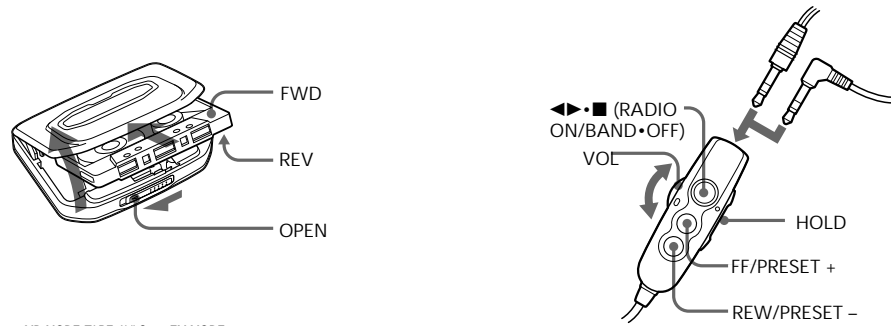 FWD
REV
OPEN
◀▶•■ (RADIO
ON/BAND•OFF)
VOL
HOLD
FF/PRESET +
REW/PRESET –